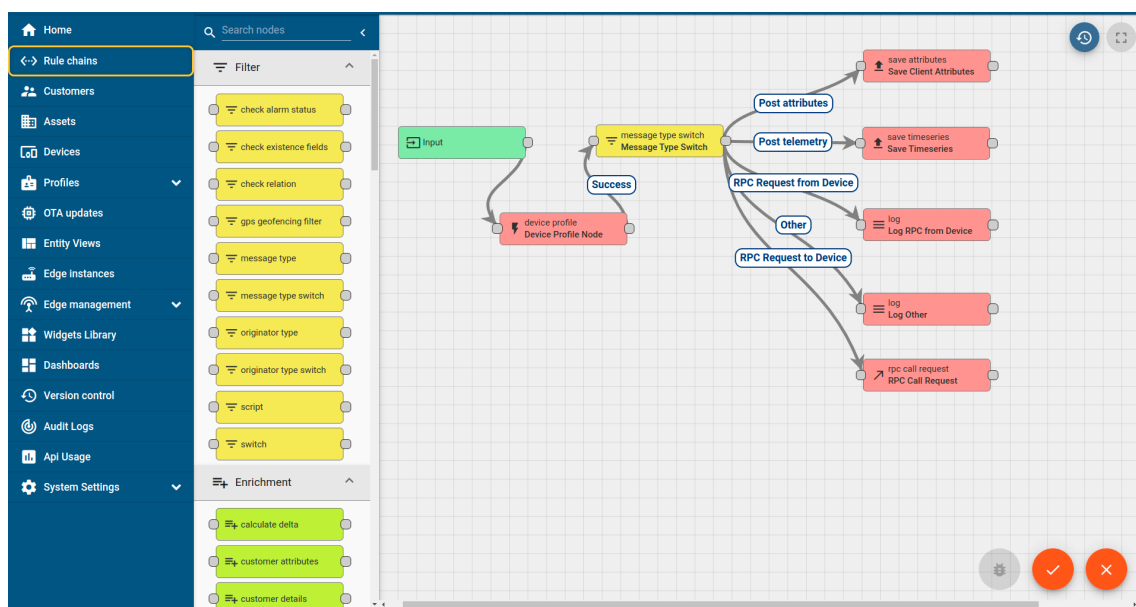 Home
Rule chains
Customers
Assets
Devices
Profiles
OTA updates
Entity Views
Edge instances
Edge management
Widgets Library
Dashboards
Version control
Audit Logs
Api Usage
System Settings
Search nodes
Filter
check alarm status
check existence fields
check relation
gps geofencing filter
message type
message type switch
originator type
originator type switch
script
switch
Enrichment
calculate delta
customer attributes
customer details
Input
device profile
Device Profile Node
Success
message type switch
Message Type Switch
Post attributes
Post telemetry
RPC Request from Device
Other
RPC Request to Device
save attributes
Save Client Attributes
save timeseries
Save Timeseries
log
Log RPC from Device
log
Log Other
rpc call request
RPC Call Request